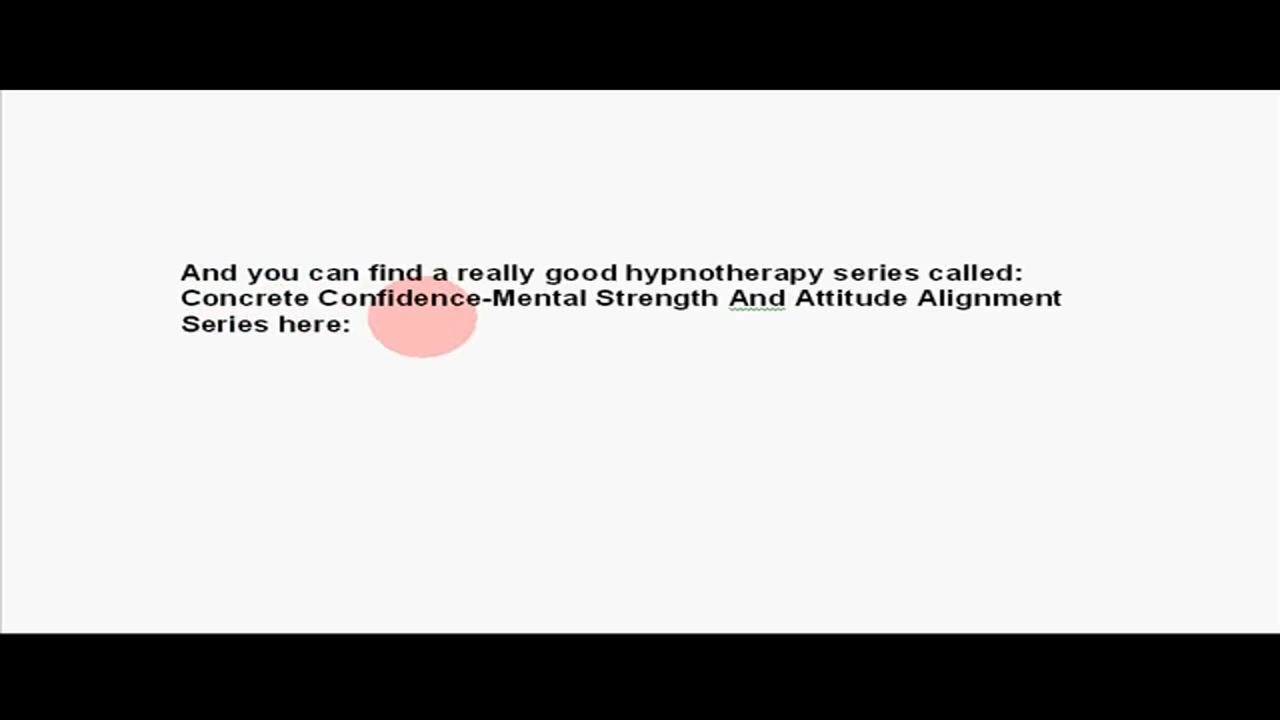 And you can find a really good hypnotherapy series called:
Concrete Confidence-Mental Strength And Attitude Alignment
Series here: